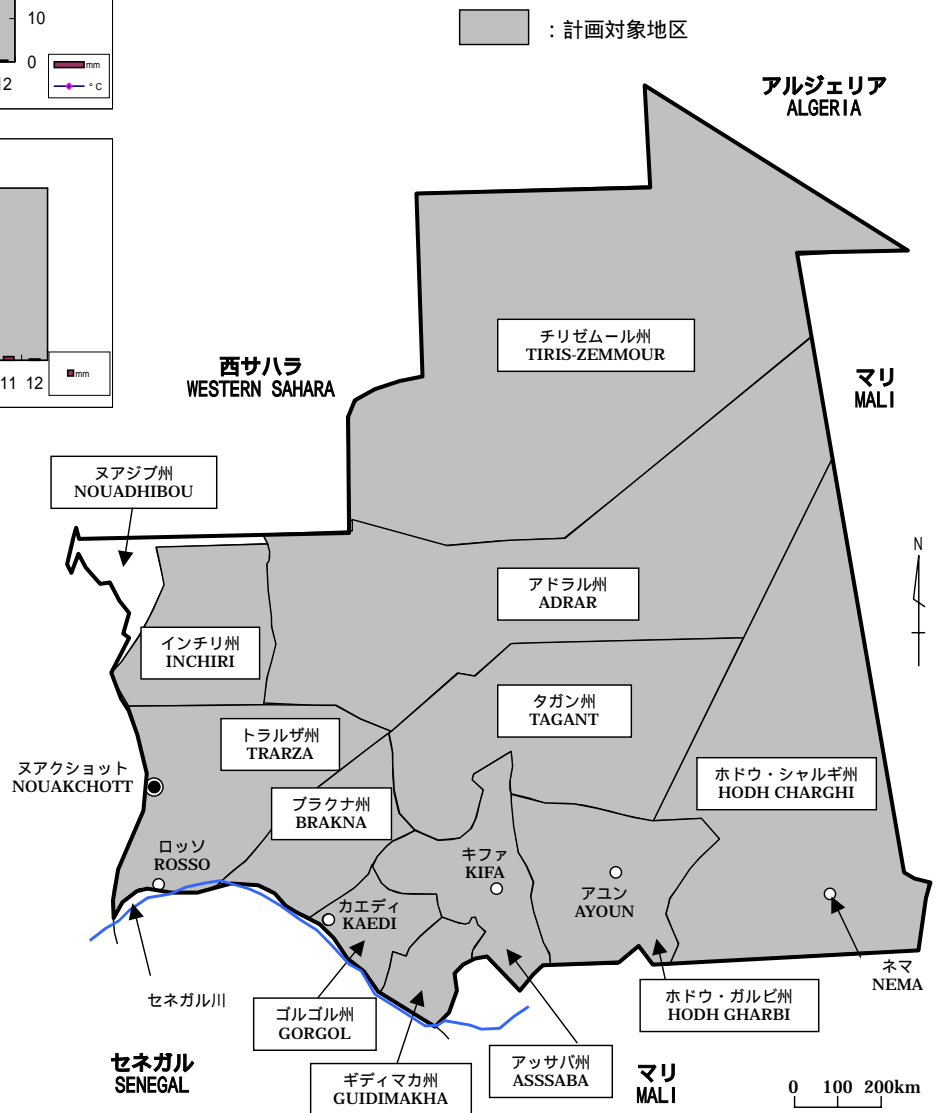 10
0
12
mm
°C
11 12
mm
：計画対象地区
アルジェリア
ALGERIA
チリゼムール州
TIRIS-ZEMMOUR
西サハラ
WESTERN SAHARA
マリ
MALI
ヌアジブ州
NOUADHIBOU
N
アドラル州
ADRAR
インチリ州
INCHIRI
タガン州
TAGANT
トラルザ州
TRARZA
ヌアクショット
NOUAKCHOTT
ホドウ・シャルギ州
HODH CHARGHI
ブラクナ州
BRAKNA
ロッソ
ROSSO
キファ
KIFA
アユン
AYOUN
カエディ
KAEDI
ネマ
NEMA
セネガル川
ゴルゴル州
GORGOL
ホドウ・ガルビ州
HODH GHARBI
セネガル
SENEGAL
ギディマカ州
GUIDIMAKHA
アッサバ州
ASSSABA
マリ
MALI
0 100 200km